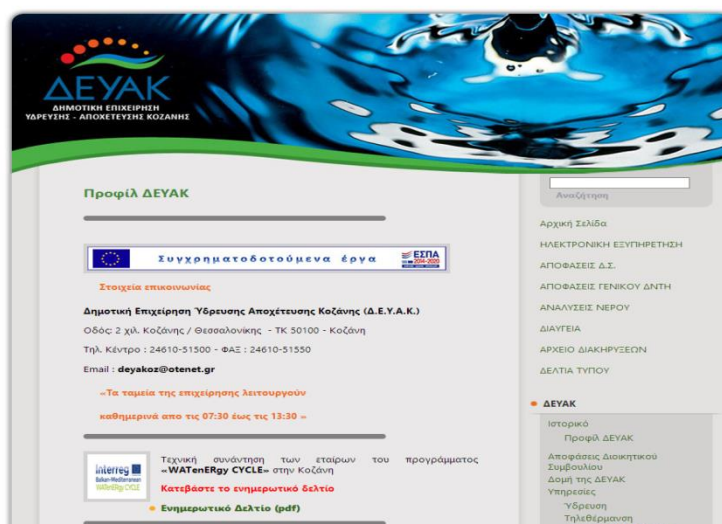 ΔΕΥΑΚ
ΔΗΜΟΤΙΚΗ ΕΠΙΧΕΙΡΗΣΗ
ΥΔΡΕΥΣΗΣ - ΑΠΟΧΕΤΕΥΣΗΣ ΚΟΖΑΝΗΣ
Προφίλ ΔΕΥΑΚ
Συγχρηματοδοτούμενα έργα
ΕΣΠΑ
2014-2020
Στοιχεία επικοινωνίας
Δημοτική Επιχείρηση Ύδρευσης Αποχέτευσης Κοζάνης (Δ.Ε.Υ.Α.Κ.)
Οδός: 2 χιλ. Κοζάνης / Θεσσαλονίκης - ΤΚ 50100 - Κοζάνη
Τηλ. Κέντρο : 24610-51500 - ΦΑΞ : 24610-51550
Email : deyakoz@otenet.gr
«Τα ταμεία της επιχείρησης λειτουργούν
καθημερινά απο τις 07:30 έως τις 13:30 »
Interreg
Balkan-Mediterranean
WATenERgy CYCLE
Τεχνική συνάντηση των εταίρων του προγράμματος
«WATenERgy CYCLE» στην Κοζάνη
Κατεβάστε το ενημερωτικό δελτίο
Ενημερωτικό Δελτίο (pdf)
Αναζήτηση
Αρχική Σελίδα
ΗΛΕΚΤΡΟΝΙΚΗ ΕΞΥΠΗΡΕΤΗΣΗ
ΑΠΟΦΑΣΕΙΣ Δ.Σ.
ΑΠΟΦΑΣΕΙΣ ΓΕΝΙΚΟΥ ΔΝΤΗ
ΑΝΑΛΥΣΕΙΣ ΝΕΡΟΥ
ΔΙΑΥΓΕΙΑ
ΑΡΧΕΙΟ ΔΙΑΚΗΡΥΞΕΩΝ
ΔΕΛΤΙΑ ΤΥΠΟΥ
ΔΕΥΑΚ
Ιστορικό
Προφίλ ΔΕΥΑΚ
Αποφάσεις Διοικητικού
Συμβουλίου
Δομή της ΔΕΥΑΚ
Υπηρεσίες
Ύδρευση
Τηλεθέρμανση